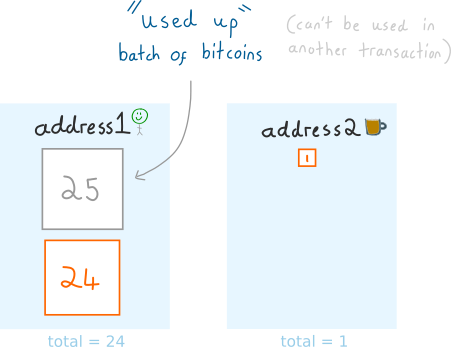 "used up"
batch of bitcoins
(can't be used in
another transaction)
address1
25
24
total = 24
address2
1
total = 1